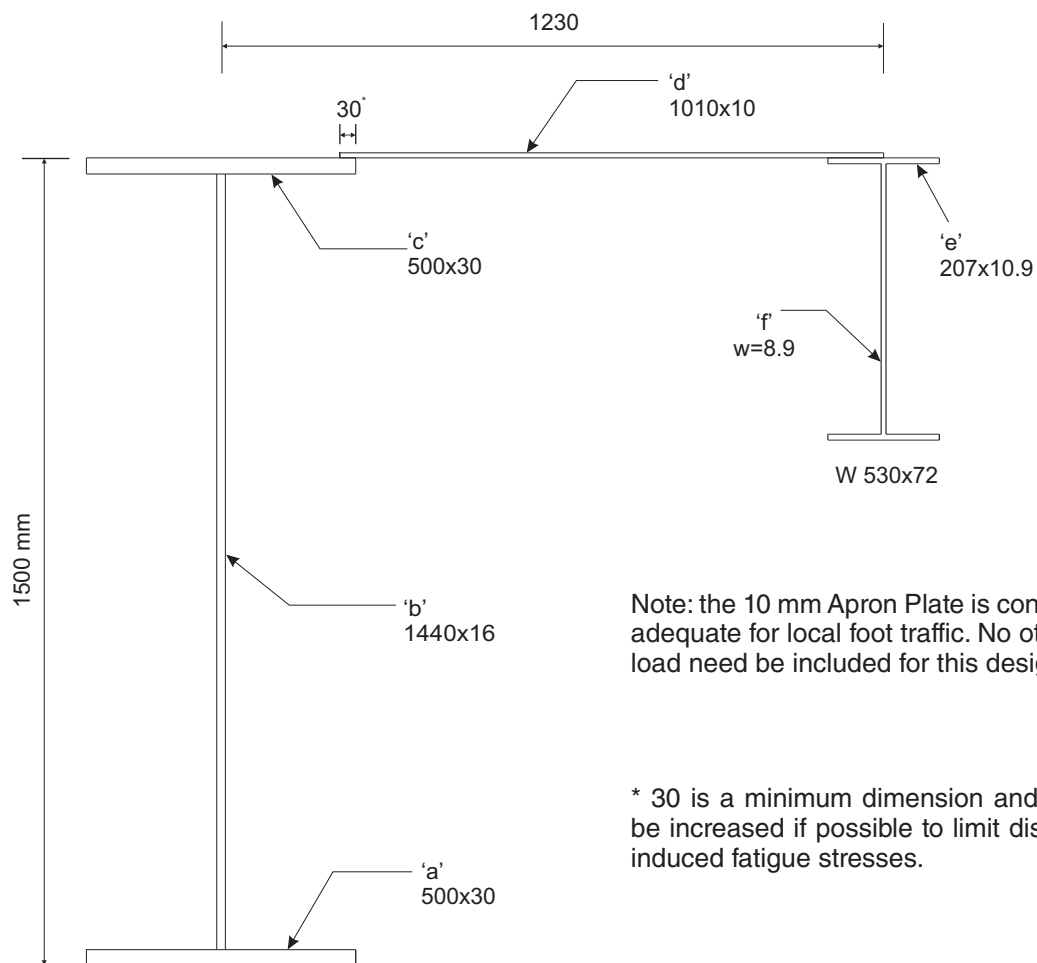 1230
'd'
1010x10
30*
'c'
500x30
'e'
207x10.9
'f'
w=8.9
W 530x72
1500 mm
'b'
1440x16
Note: the 10 mm Apron Plate is con
adequate for local foot traffic. No ot
load need be included for this desig
* 30 is a minimum dimension and
be increased if possible to limit dis
induced fatigue stresses.
'a'
500x30